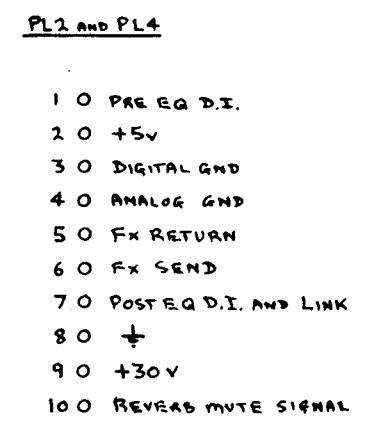 PL2 AND PL4
1 O PRE EQ D.I.
2 O +5v
3 O DIGITAL GND
4 O ANALOG GND
5 O FX RETURN
6 O FX SEND
7 O POST EQ D.I. AND LINK
8 O ⏚
9 O +30v
10 O REVERB MUTE SIGNAL